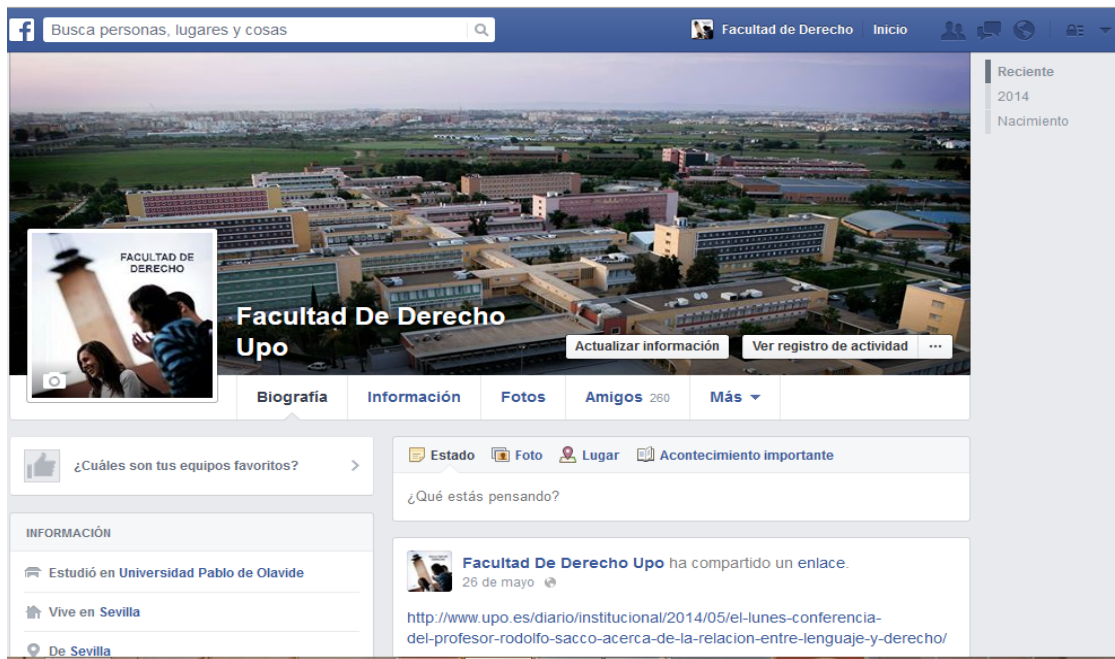 Busca personas, lugares y cosas
Facultad de Derecho Inicio
Reciente
2014
Nacimiento
FACULTAD DE
DERECHO
Facultad De Derecho
Upo
Actualizar información Ver registro de actividad ...
Biografía Información Fotos Amigos 260 Más
¿Cuáles son tus equipos favoritos?
Estado Foto Lugar Acontecimiento importante
¿Qué estás pensando?
INFORMACIÓN
Estudió en Universidad Pablo de Olavide
Vive en Sevilla
De Sevilla
Facultad De Derecho Upo ha compartido un enlace.
26 de mayo
http://www.upo.es/diario/institucional/2014/05/el-lunes-conferencia-
del-profesor-rodolfo-sacco-acerca-de-la-relacion-entre-lenguaje-y-derecho/